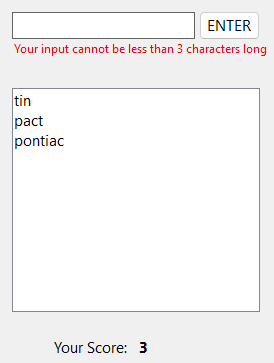 ENTER
Your input cannot be less than 3 characters long
tin
pact
pontiac
Your Score: 3